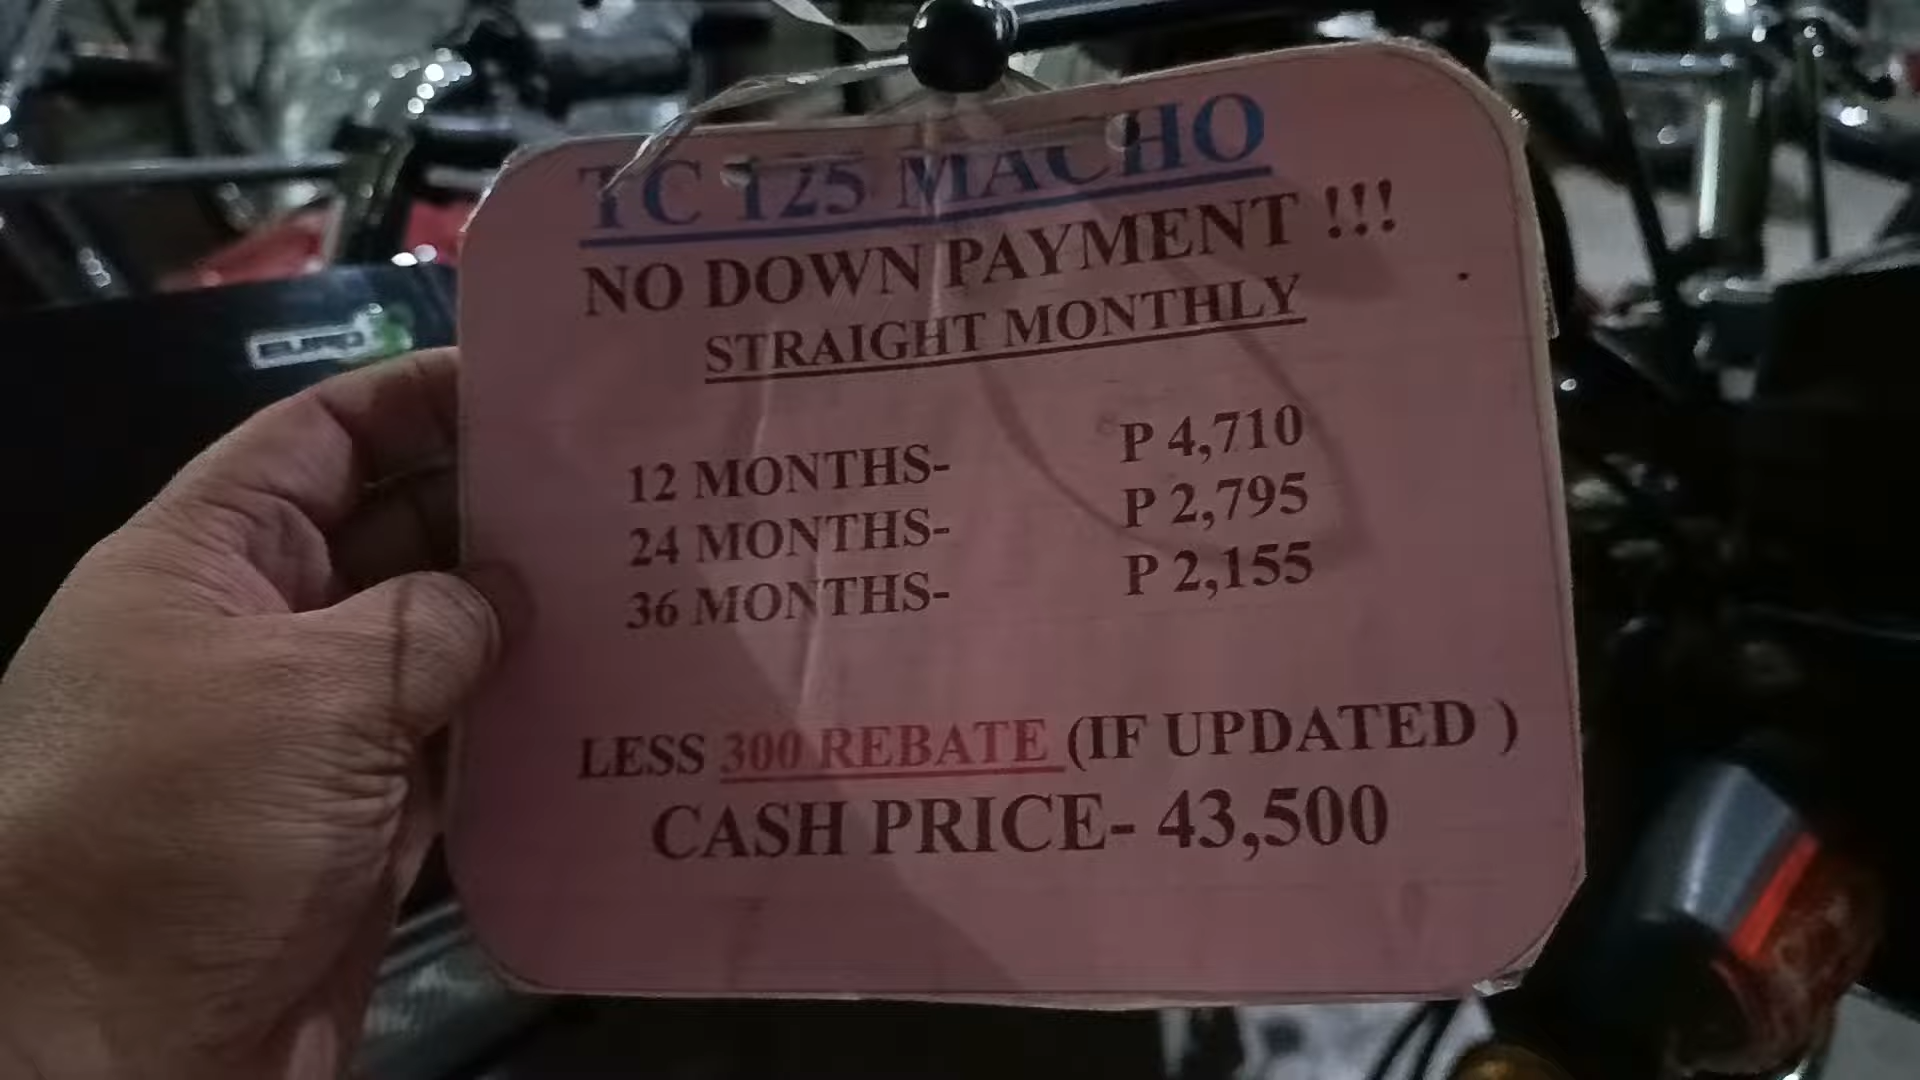 TC 125 MACHO
NO DOWN PAYMENT !!!
STRAIGHT MONTHLY
12 MONTHS- P 4,710
24 MONTHS- P 2,795
36 MONTHS- P 2,155
LESS 300 REBATE (IF UPDATED )
CASH PRICE- 43,500
EURO